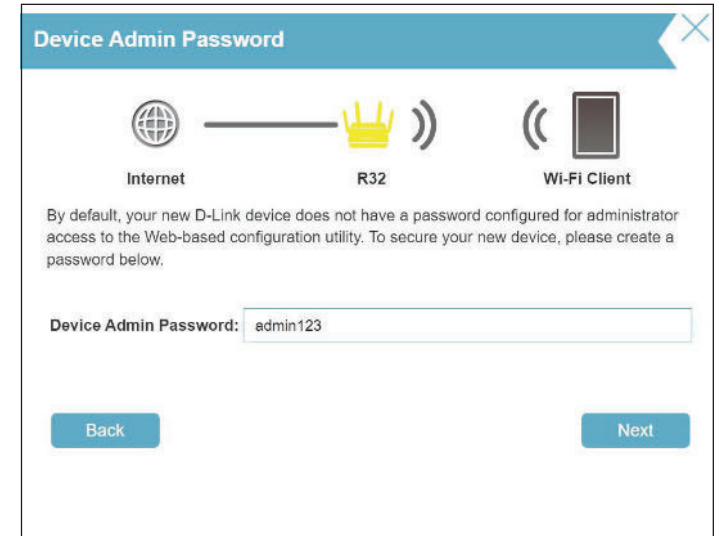 Device Admin Password
Internet R32 Wi-Fi Client
By default, your new D-Link device does not have a password configured for administrator
access to the Web-based configuration utility. To secure your new device, please create a
password below.
Device Admin Password: admin123
Back Next